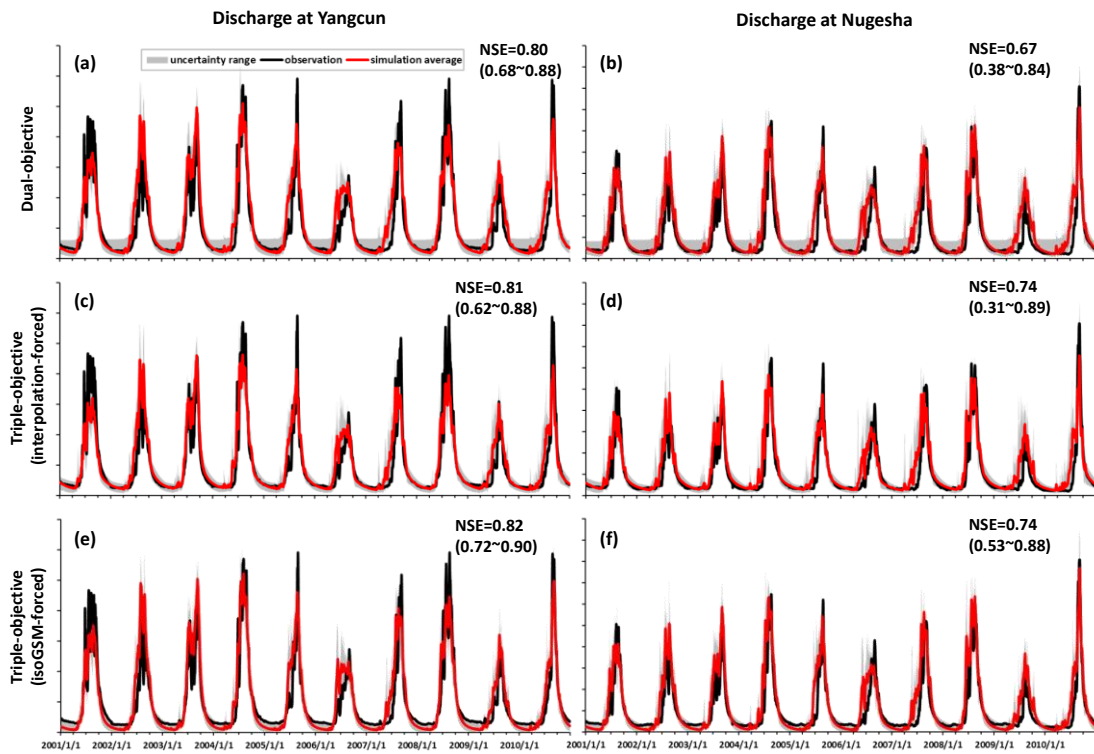 Discharge at Yangcun
Discharge at Nugesha
Dual-objective
(a)
uncertainty range observation simulation average
NSE=0.80
(0.68~0.88)
(b)
NSE=0.67
(0.38~0.84)
Triple-objective
(interpolation-forced)
(c)
NSE=0.81
(0.62~0.88)
(d)
NSE=0.74
(0.31~0.89)
Triple-objective
(isoGSM-forced)
(e)
NSE=0.82
(0.72~0.90)
(f)
NSE=0.74
(0.53~0.88)
2001/1/1 2002/1/1 2003/1/1 2004/1/1 2005/1/1 2006/1/1 2007/1/1 2008/1/1 2009/1/1 2010/1/1
2001/1/1 2002/1/1 2003/1/1 2004/1/1 2005/1/1 2006/1/1 2007/1/1 2008/1/1 2009/1/1 2010/1/1